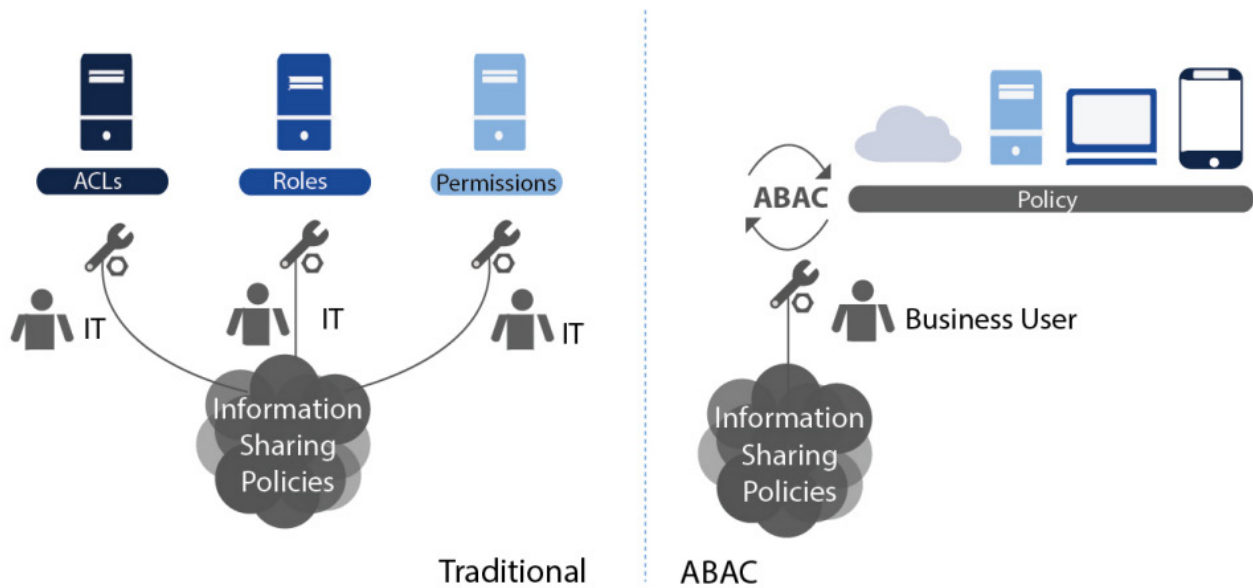 ACLs
Roles
Permissions
IT
IT
IT
Information
Sharing
Policies
Traditional
ABAC
Policy
Business User
Information
Sharing
Policies
ABAC